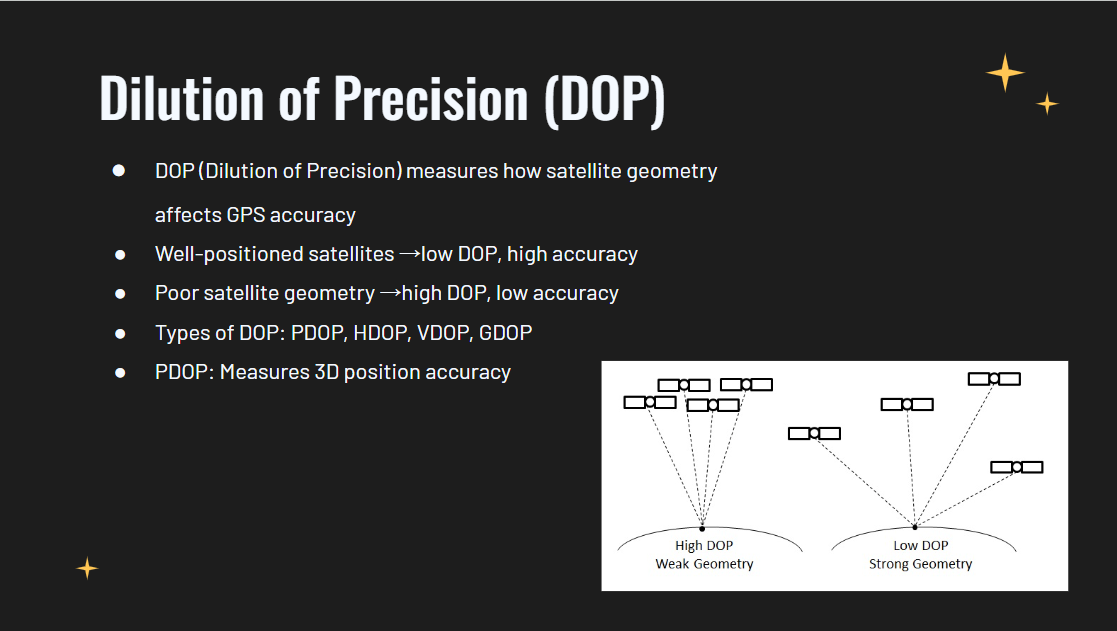 Dilution of Precision (DOP)
● DOP (Dilution of Precision) measures how satellite geometry
affects GPS accuracy
● Well-positioned satellites →low DOP, high accuracy
● Poor satellite geometry →high DOP, low accuracy
● Types of DOP: PDOP, HDOP, VDOP, GDOP
● PDOP: Measures 3D position accuracy
High DOP
Weak Geometry
Low DOP
Strong Geometry